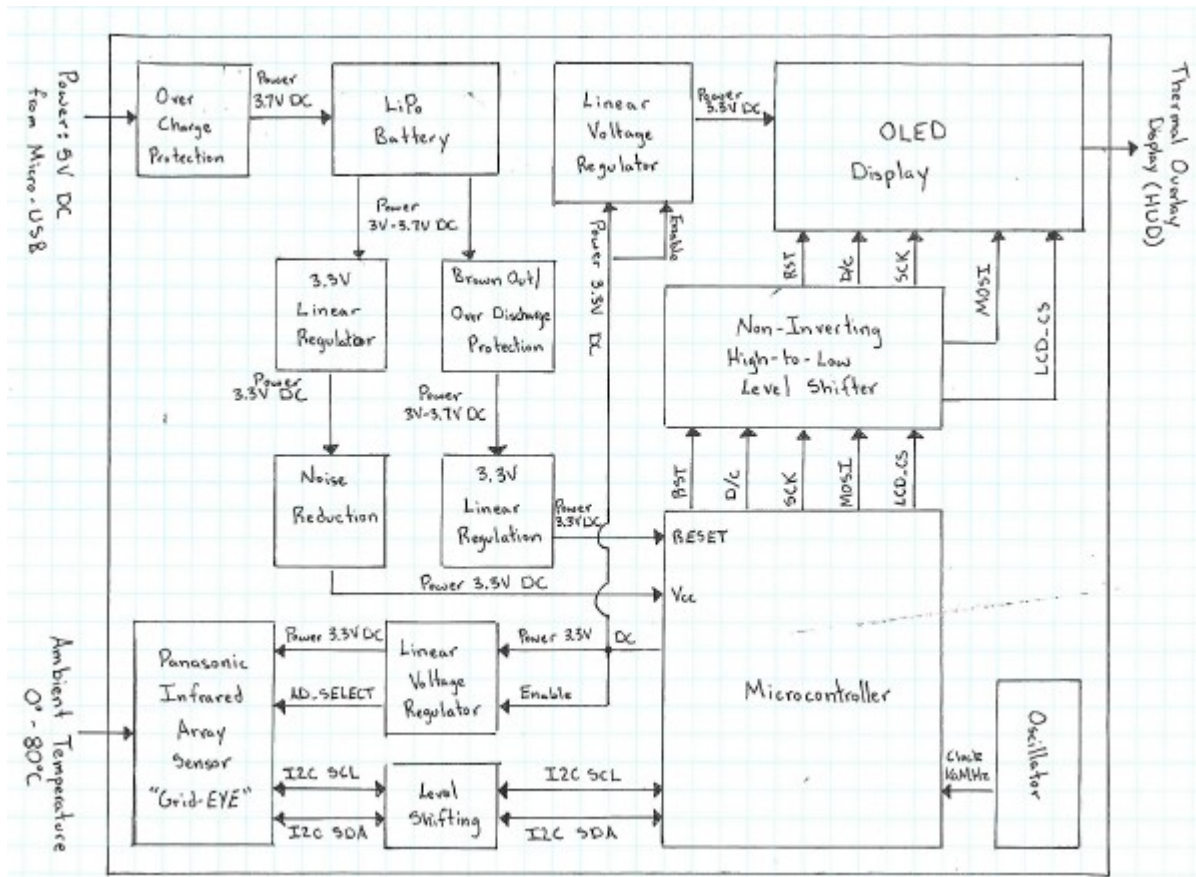 Power: 5V DC
from Micro-USB
Over
Charge
Protection
Power
3.7V DC
LiPo
Battery
Power
3V-3.7V DC
3.3V
Linear
Regulator
Brown Out/
Over Discharge
Protection
Power
3.3V DC
Power
3V-3.7V DC
Noise
Reduction
3.3V
Linear
Regulation
Power
3.3V DC
Power 3.3V DC
Linear
Voltage
Regulator
Power
3.3V DC
Enable
Power 3.3V DC
OLED
Display
Thermal Overlay
Display (HUD)
RST
D/C
SCK
MOSI
LCD_CS
Non-Inverting
High-to-Low
Level Shifter
RST
D/C
SCK
MOSI
LCD_CS
RESET
Vcc
Microcontroller
Clock
16MHz
Oscillator
Ambient Temperature
0° - 80°C
Panasonic
Infrared
Array
Sensor
"Grid-EYE"
Power 3.3V DC
AD_SELECT
Linear
Voltage
Regulator
Power 3.3V DC
Enable
I2C SCL
I2C SDA
Level
Shifting
I2C SCL
I2C SDA